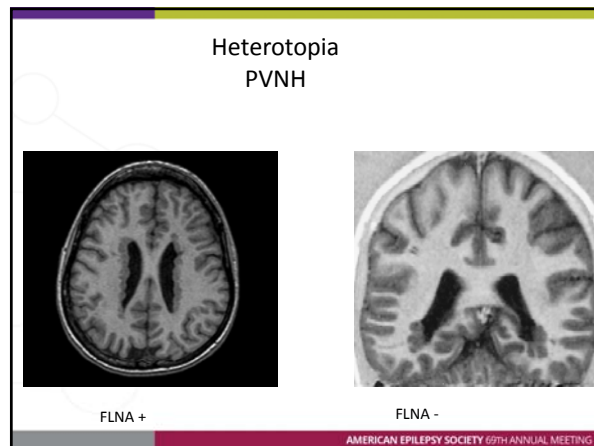 Heterotopia
PVNH
FLNA +
FLNA -
AMERICAN EPILEPSY SOCIETY 69TH ANNUAL MEETING